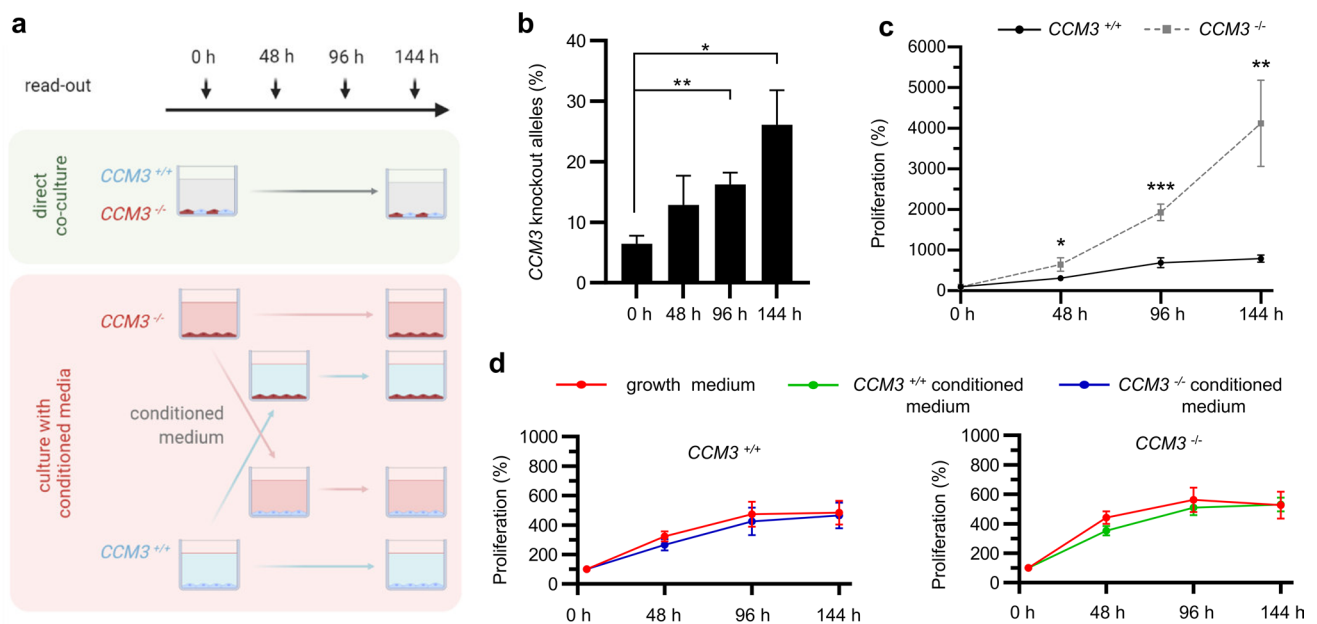 a
0 h 48 h 96 h 144 h
read-out
direct
co-culture
CCM3 +/+
CCM3 -/-
culture with
conditioned media
CCM3 -/-
conditioned
medium
CCM3 +/+
b
CCM3 knockout alleles (%)
40
30
20
10
0
*
**
0 h 48 h 96 h 144 h
c
CCM3 +/+ CCM3 -/-
Proliferation (%)
6000
5000
4000
3000
2000
1000
0
*
***
**
0 h 48 h 96 h 144 h
d
growth medium
CCM3 +/+ conditioned
medium
CCM3 -/- conditioned
medium
CCM3 +/+
Proliferation (%)
1000
800
600
400
200
0
0 h 48 h 96 h 144 h
CCM3 -/-
Proliferation (%)
1000
800
600
400
200
0
0 h 48 h 96 h 144 h